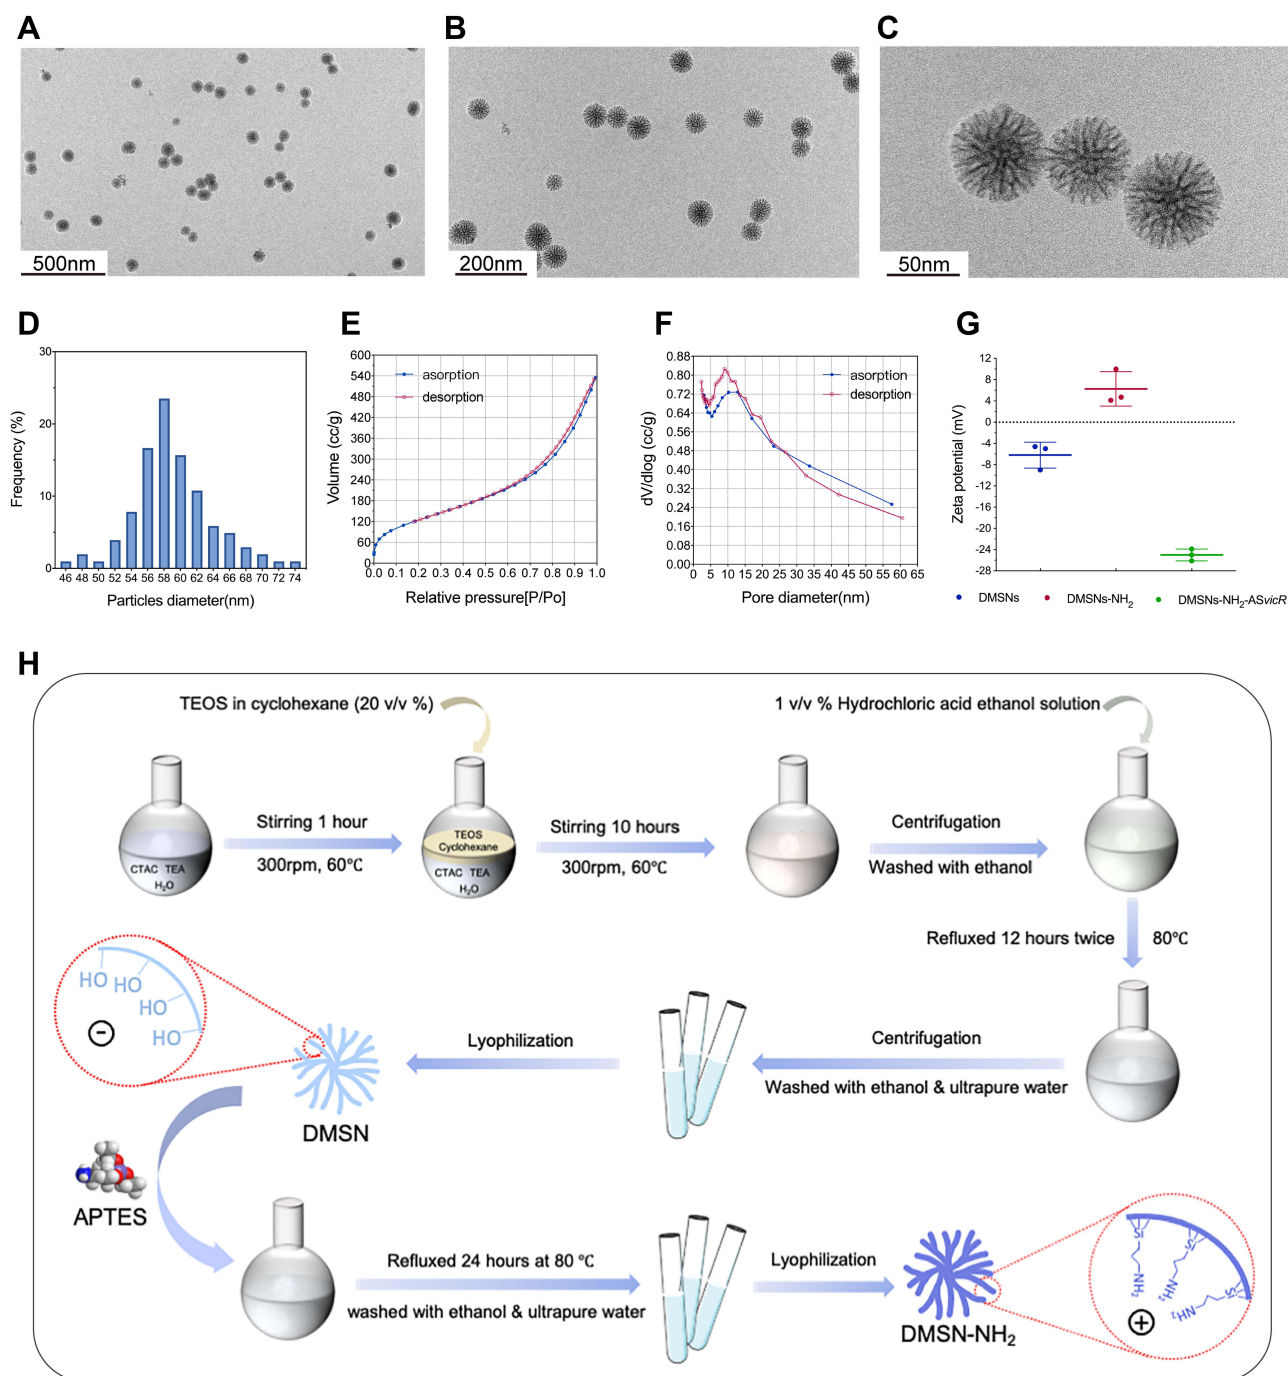 A
B
C
500nm
200nm
50nm
D
E
F
G
30
20
10
0
Frequency (%)
46 48 50 52 54 56 58 60 62 64 66 68 70 72 74
Particles diameter(nm)
600
540
480
420
360
300
240
180
120
60
0
Volume (cc/g)
asorption
desorption
0.0 0.1 0.2 0.3 0.4 0.5 0.6 0.7 0.8 0.9 1.0
Relative pressure[P/Po]
0.88
0.80
0.72
0.64
0.56
0.48
0.40
0.32
0.24
0.16
0.08
0.00
dV/dlog (cc/g)
asorption
desorption
0 5 10 15 20 25 30 35 40 45 50 55 60 65
Pore diameter(nm)
12
8
4
0
-4
-8
-12
-16
-20
-24
-28
Zeta potential (mV)
DMSNs
DMSNs-NH₂
DMSNs-NH₂-ASvicR
H
TEOS in cyclohexane (20 v/v %)
1 v/v % Hydrochloric acid ethanol solution
CTAC TEA
H₂O
Stirring 1 hour
300rpm, 60℃
TEOS
Cyclohexane
CTAC TEA
H₂O
Stirring 10 hours
300rpm, 60℃
Centrifugation
Washed with ethanol
Refluxed 12 hours twice
80℃
Centrifugation
Washed with ethanol & ultrapure water
Lyophilization
DMSN
HO
HO
HO
HO
-
APTES
Refluxed 24 hours at 80 ℃
washed with ethanol & ultrapure water
Lyophilization
DMSN-NH₂
Si
Si
Si
NH₂
NH₂
NH₂
+